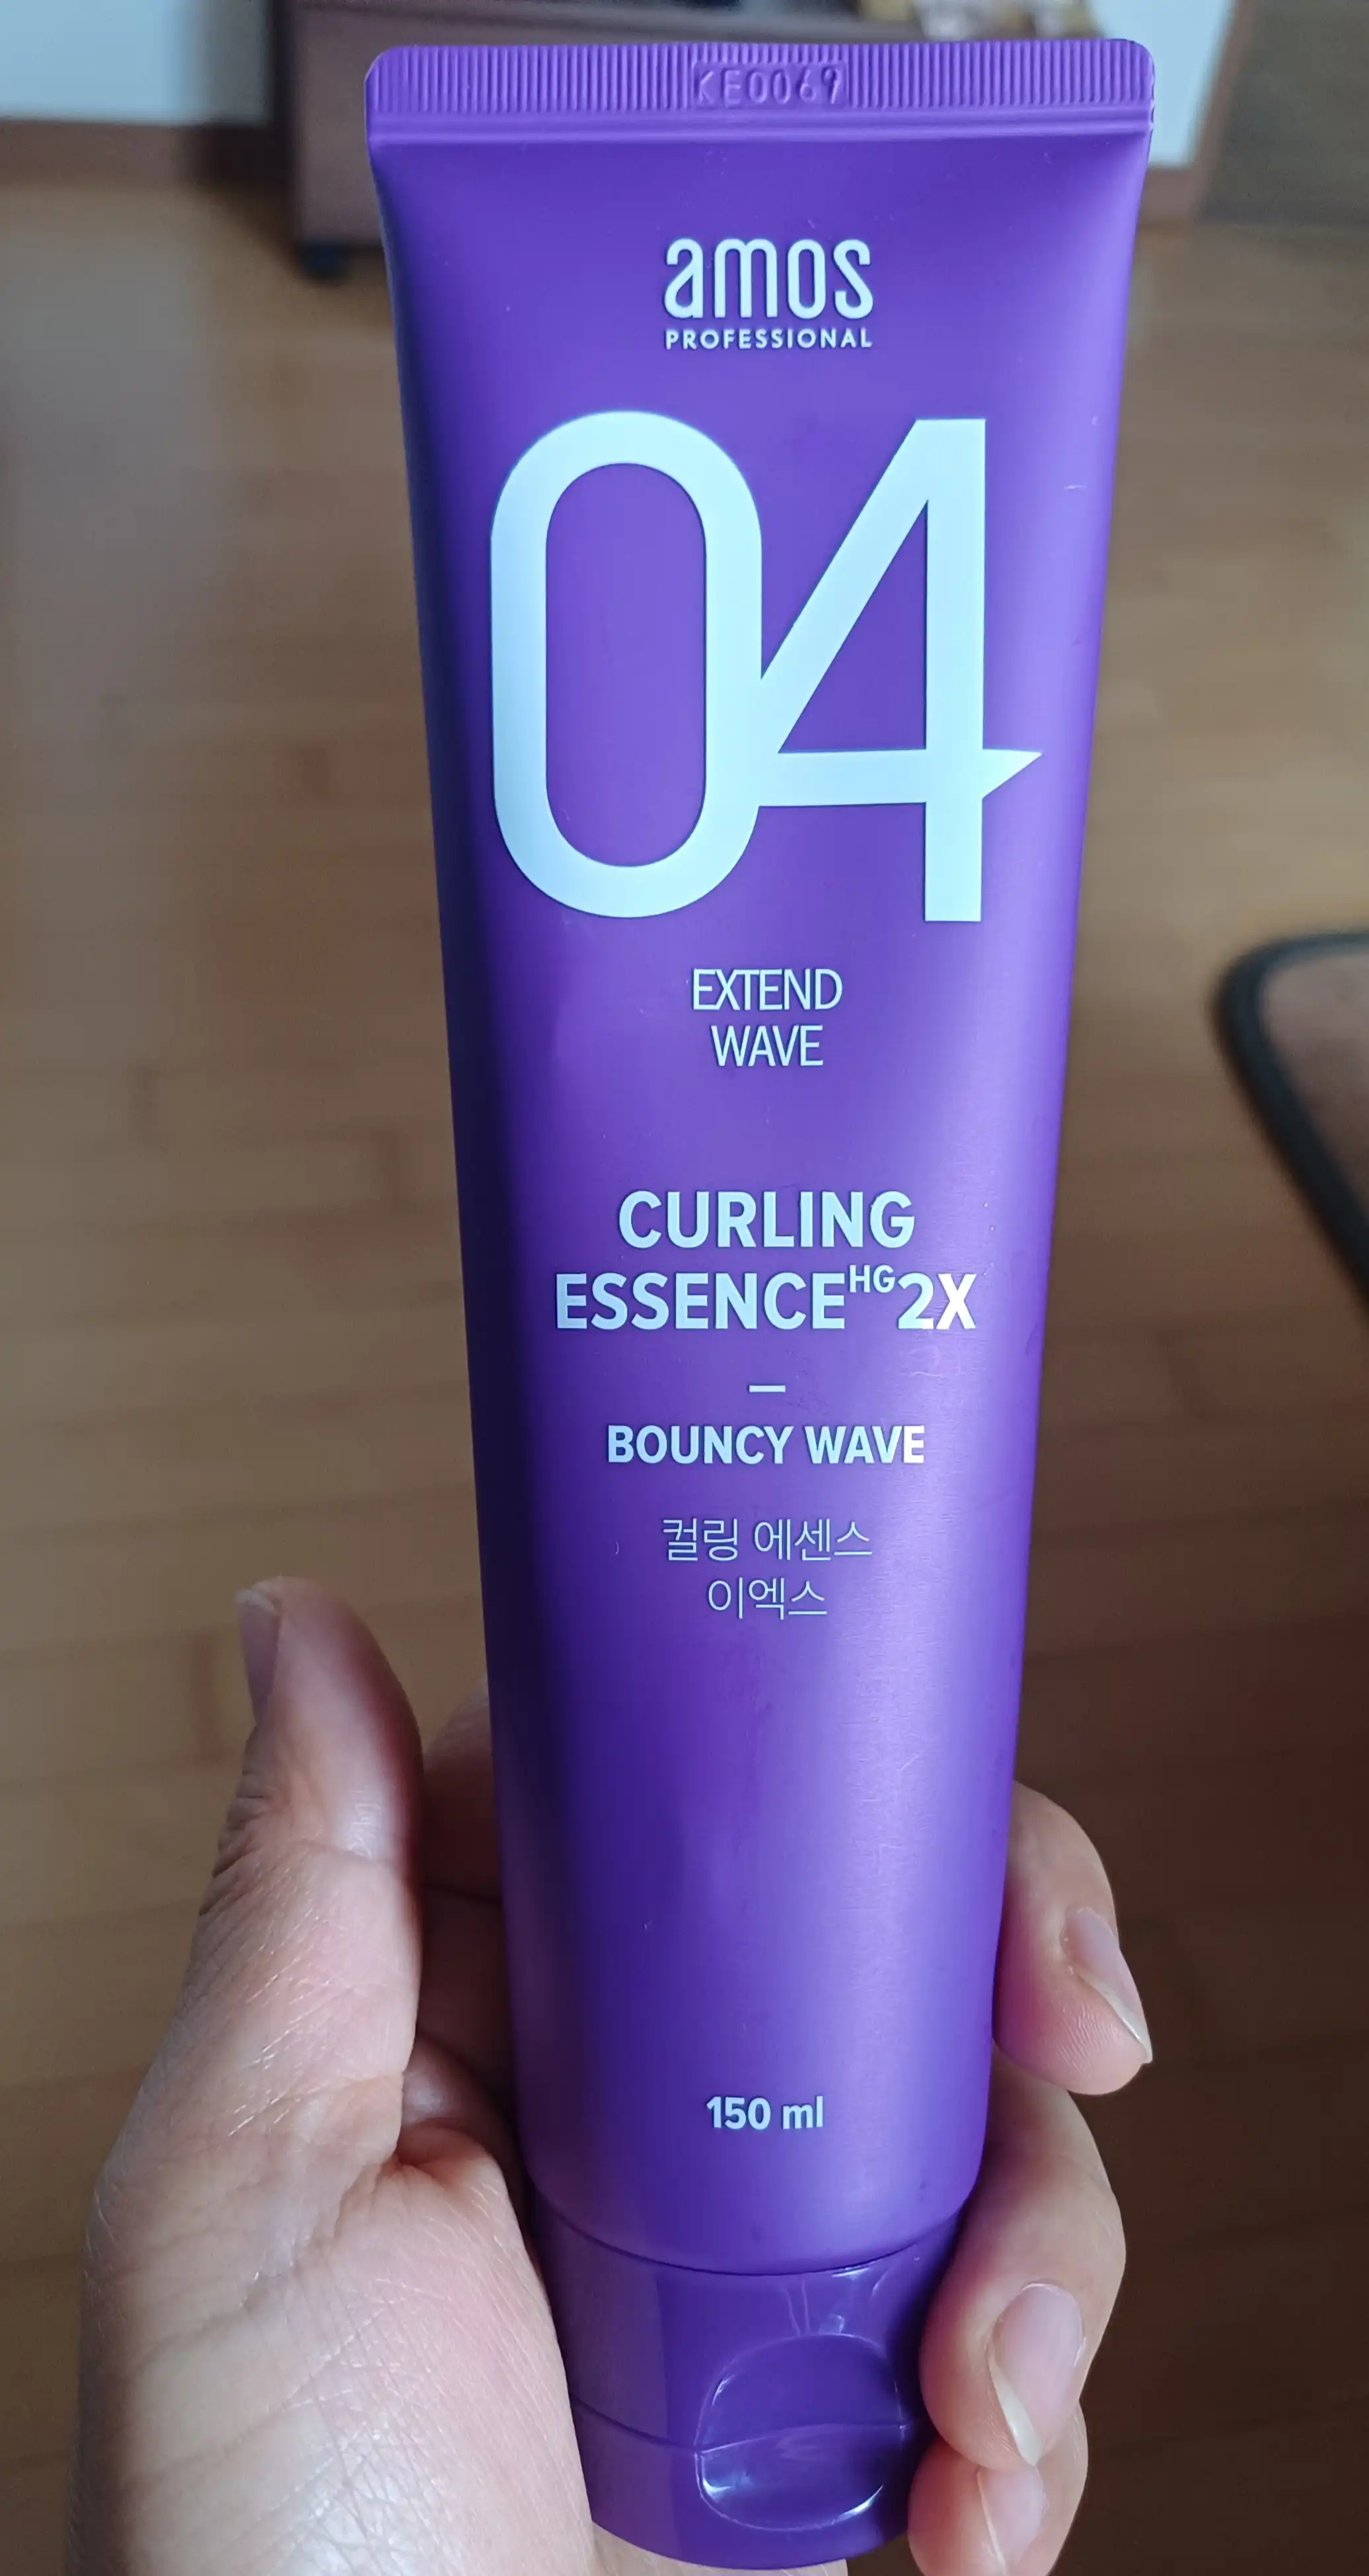 KE0069
amos
PROFESSIONAL
04
EXTEND
WAVE
CURLING
ESSENCE HG 2X
BOUNCY WAVE
컬링 에센스
이엑스
150 ml